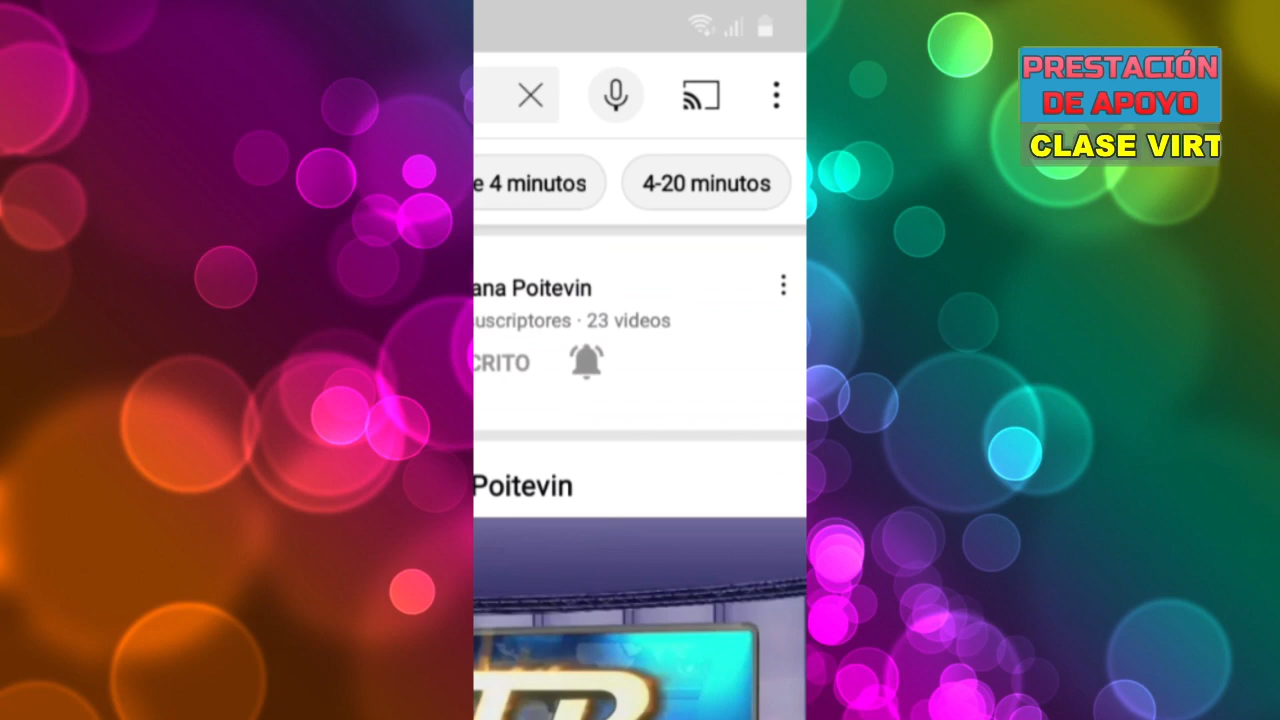 PRESTACIÓN
DE APOYO
CLASE VIRT
e 4 minutos
4-20 minutos
ana Poitevin
uscriptores · 23 videos
CRITO
Poitevin